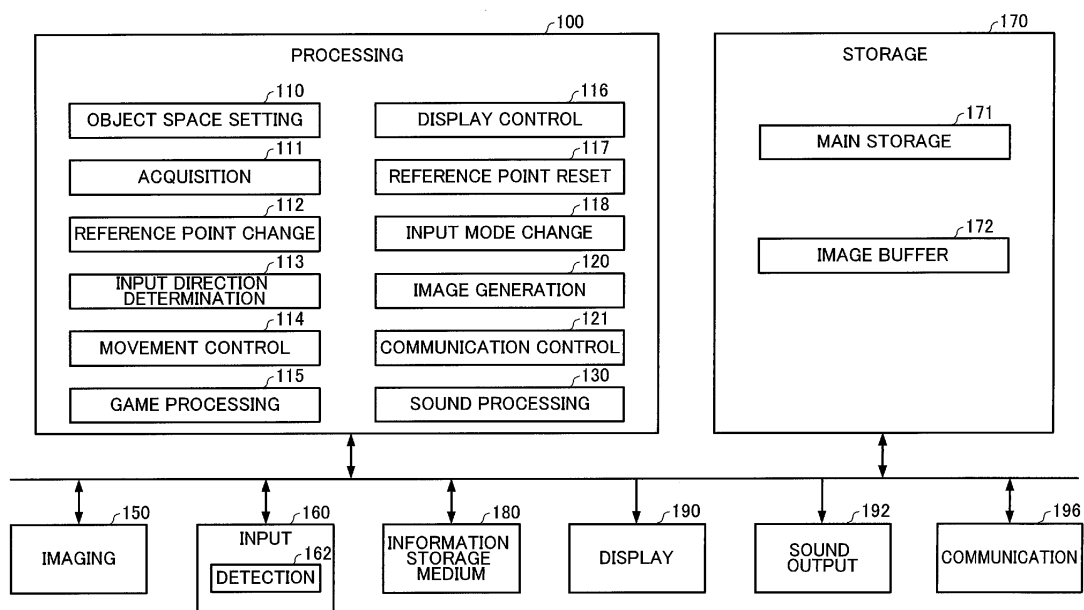 100
PROCESSING
110
OBJECT SPACE SETTING
111
ACQUISITION
112
REFERENCE POINT CHANGE
113
INPUT DIRECTION
DETERMINATION
114
MOVEMENT CONTROL
115
GAME PROCESSING
116
DISPLAY CONTROL
117
REFERENCE POINT RESET
118
INPUT MODE CHANGE
120
IMAGE GENERATION
121
COMMUNICATION CONTROL
130
SOUND PROCESSING
170
STORAGE
171
MAIN STORAGE
172
IMAGE BUFFER
150
IMAGING
160
INPUT
162
DETECTION
180
INFORMATION
STORAGE
MEDIUM
190
DISPLAY
192
SOUND
OUTPUT
196
COMMUNICATION